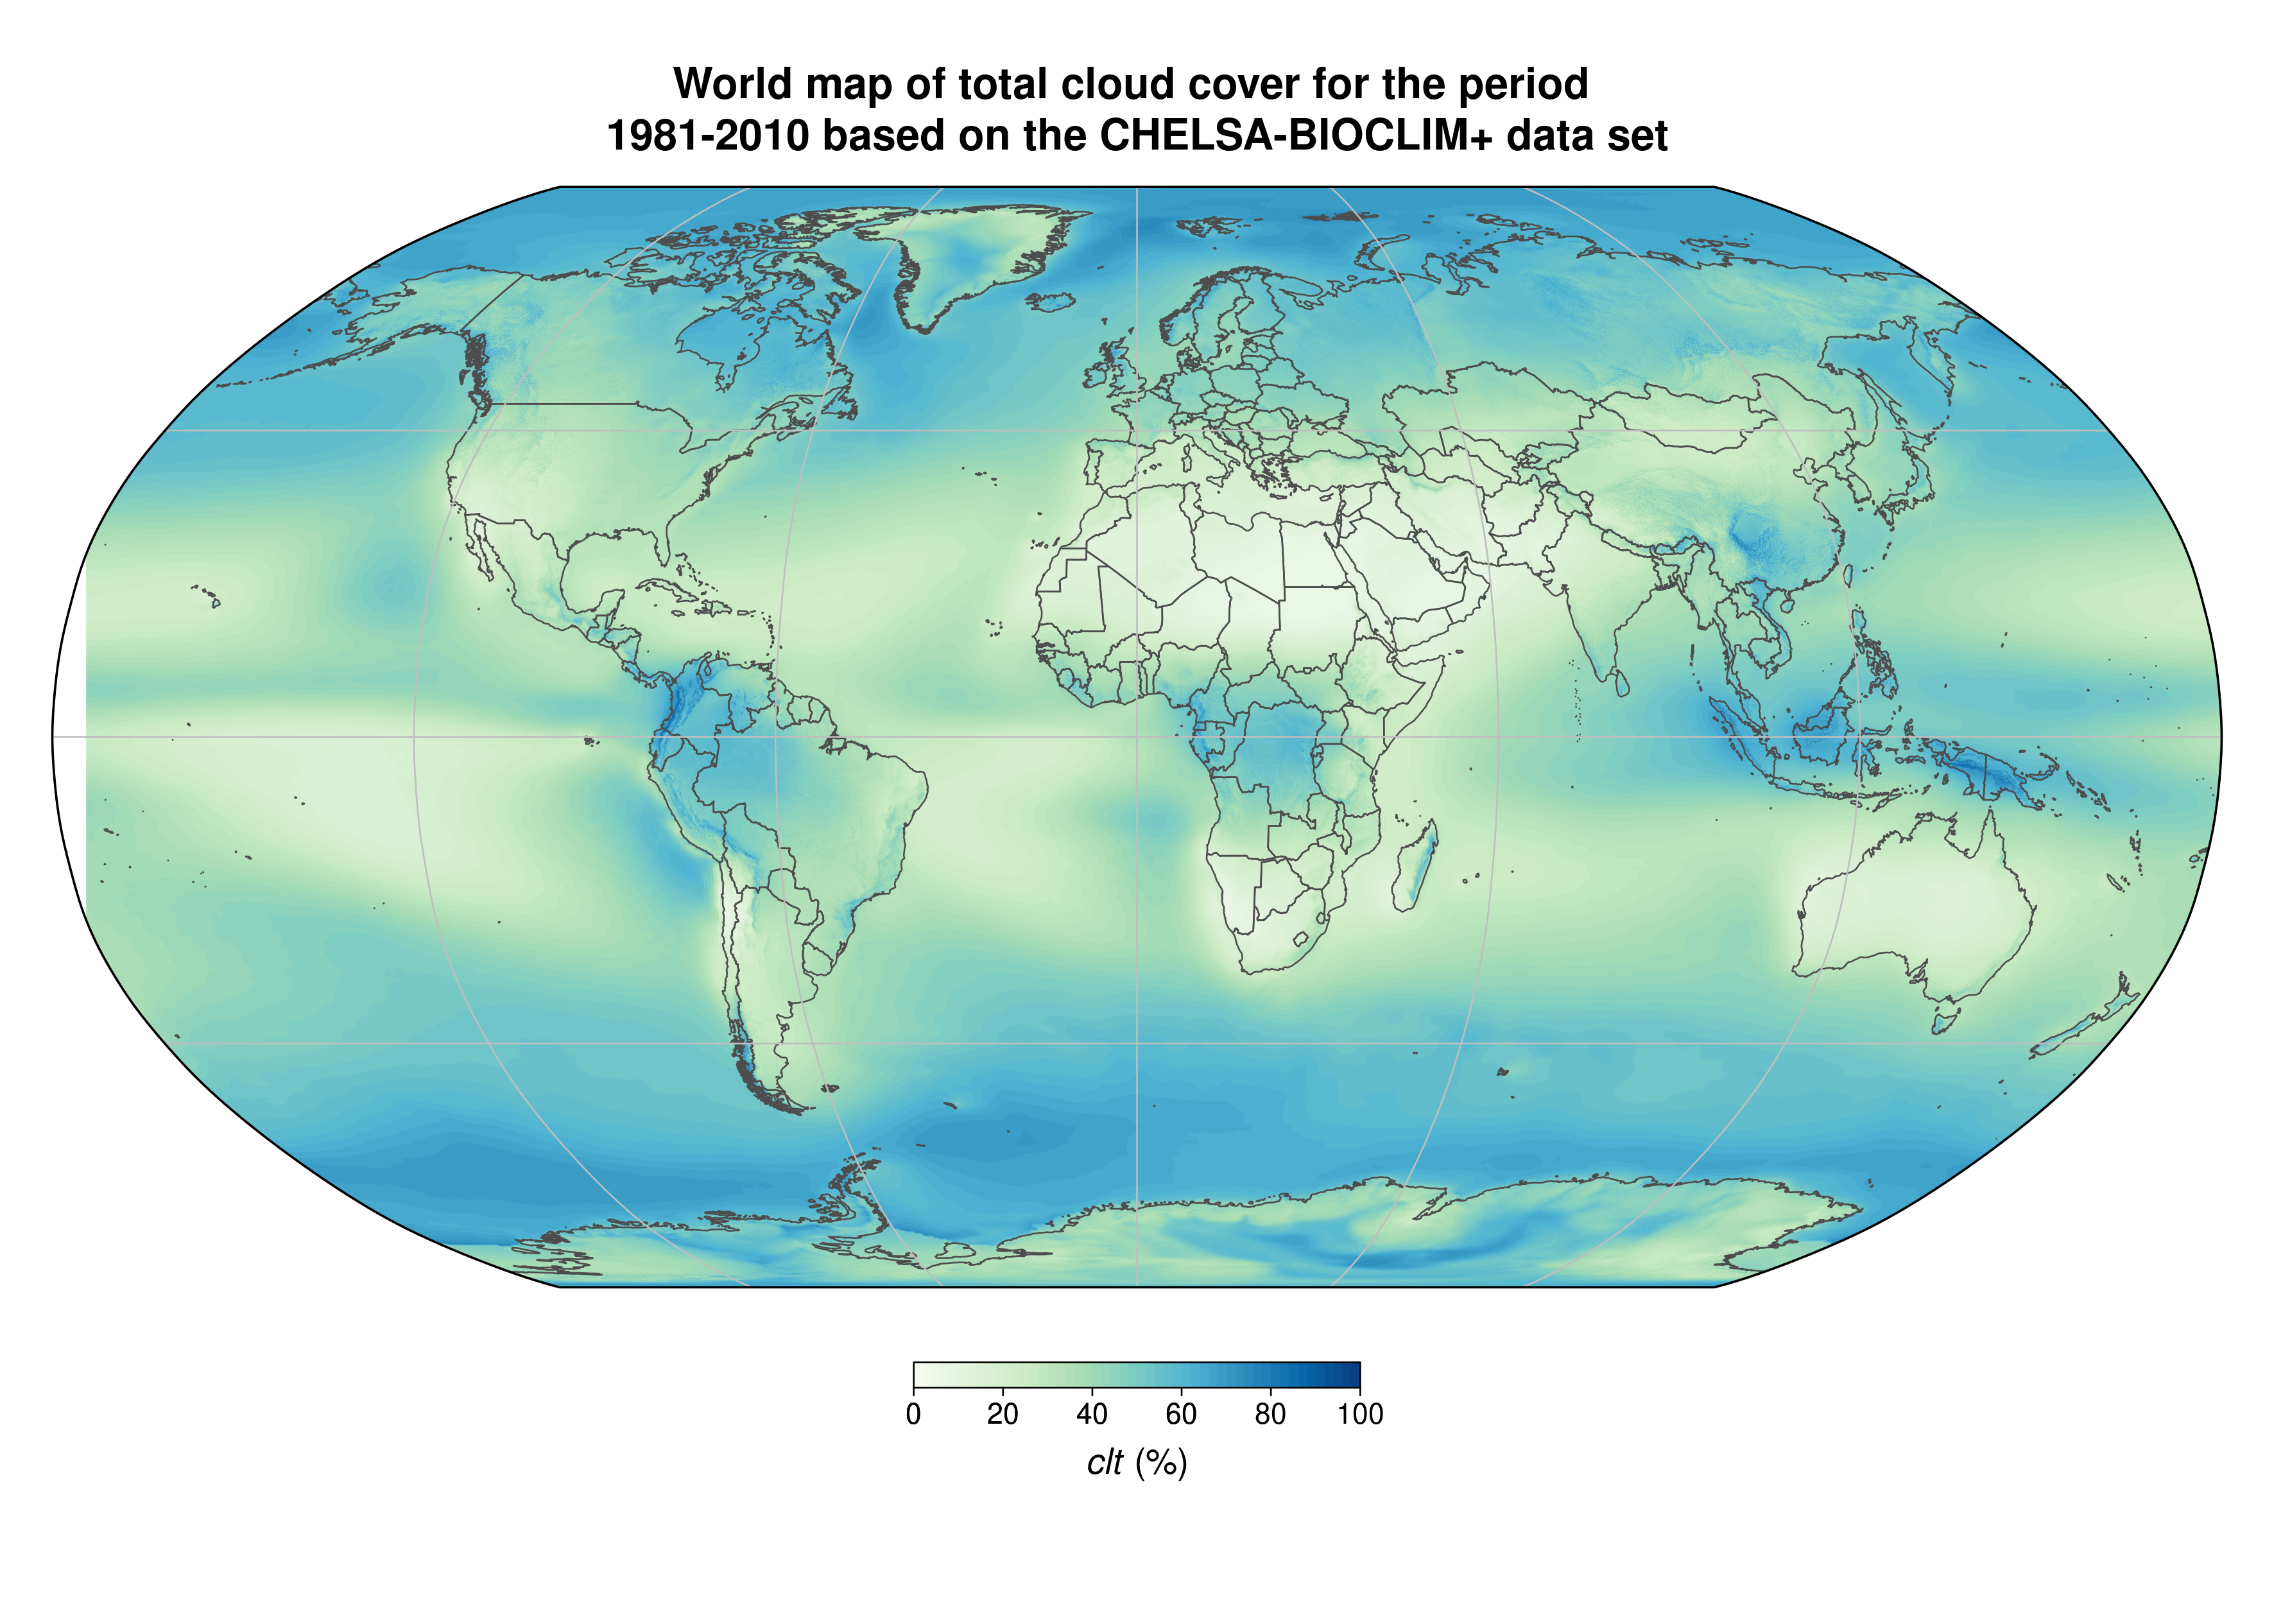 World map of total cloud cover for the period
1981-2010 based on the CHELSA-BIOCLIM+ data set
0 20 40 60 80 100
clt (%)